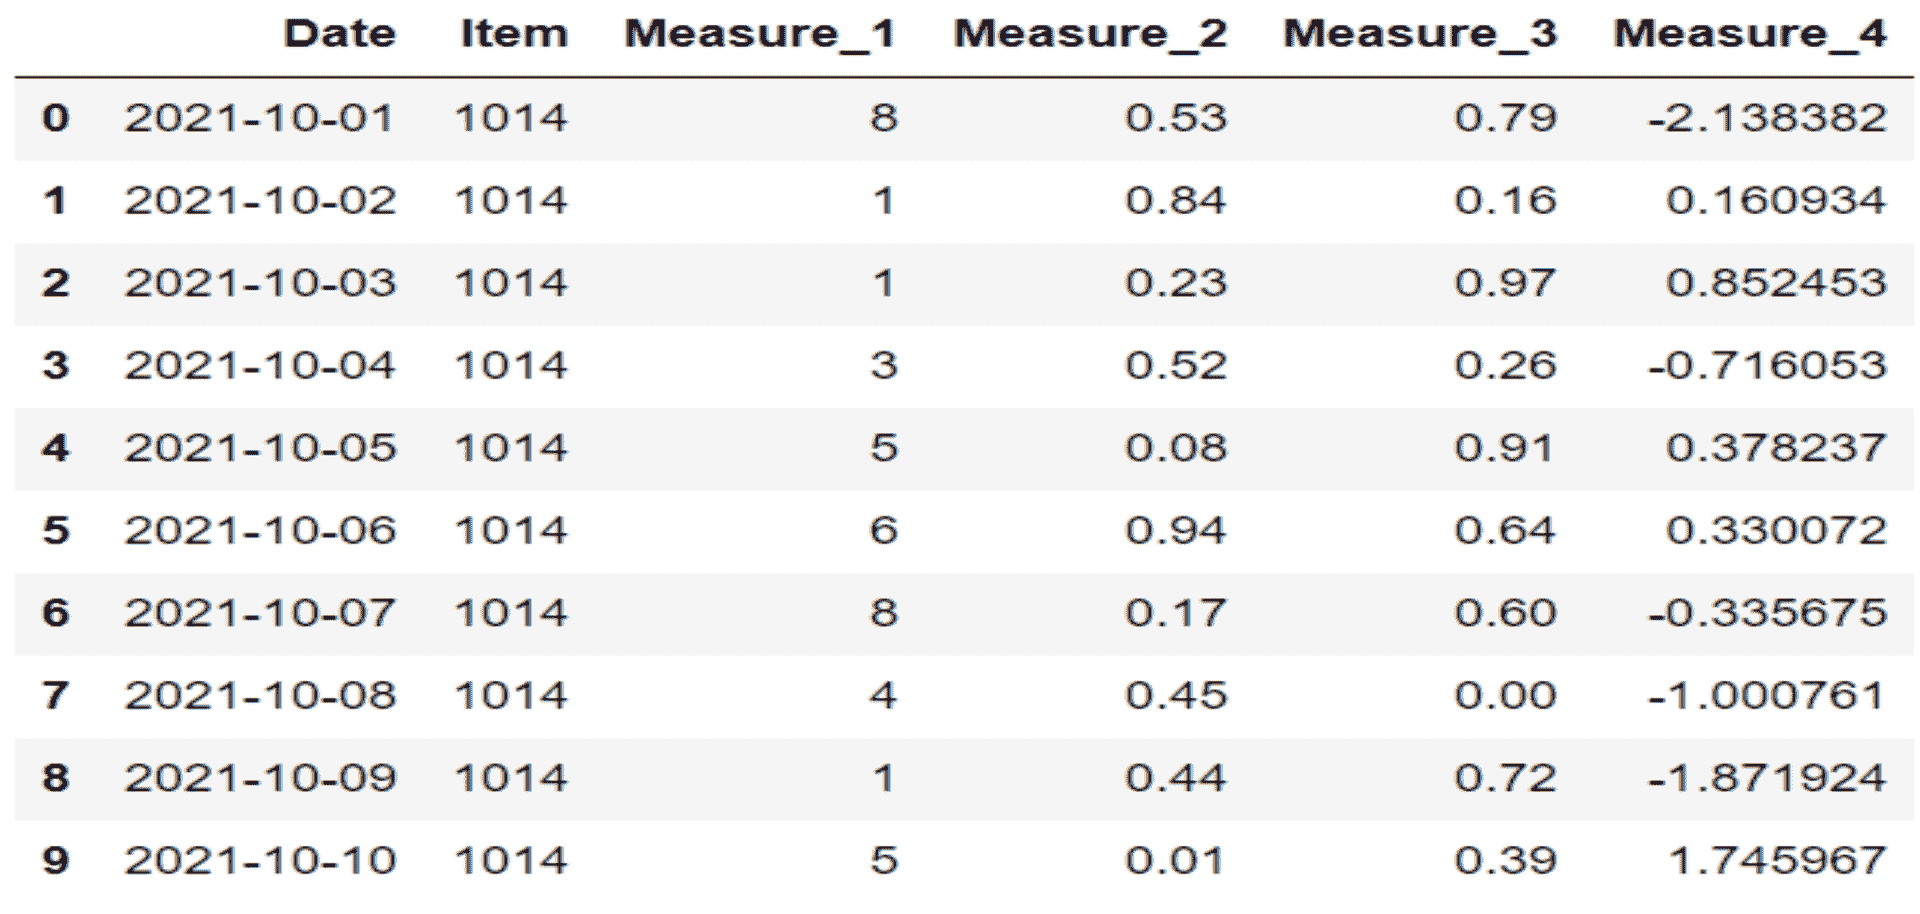 Date Item Measure_1 Measure_2 Measure_3 Measure_4
0 2021-10-01 1014 8 0.53 0.79 -2.138382
1 2021-10-02 1014 1 0.84 0.16 0.160934
2 2021-10-03 1014 1 0.23 0.97 0.852453
3 2021-10-04 1014 3 0.52 0.26 -0.716053
4 2021-10-05 1014 5 0.08 0.91 0.378237
5 2021-10-06 1014 6 0.94 0.64 0.330072
6 2021-10-07 1014 8 0.17 0.60 -0.335675
7 2021-10-08 1014 4 0.45 0.00 -1.000761
8 2021-10-09 1014 1 0.44 0.72 -1.871924
9 2021-10-10 1014 5 0.01 0.39 1.745967